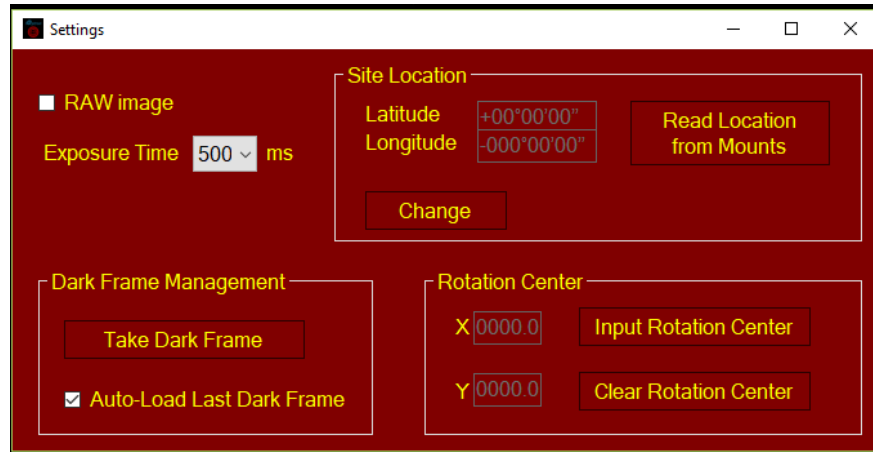 Settings
RAW image
Exposure Time 500 ms
Site Location
Latitude +00°00'00"
Longitude -000°00'00"
Read Location
from Mounts
Change
Dark Frame Management
Take Dark Frame
Auto-Load Last Dark Frame
Rotation Center
X 0000.0 Input Rotation Center
Y 0000.0 Clear Rotation Center